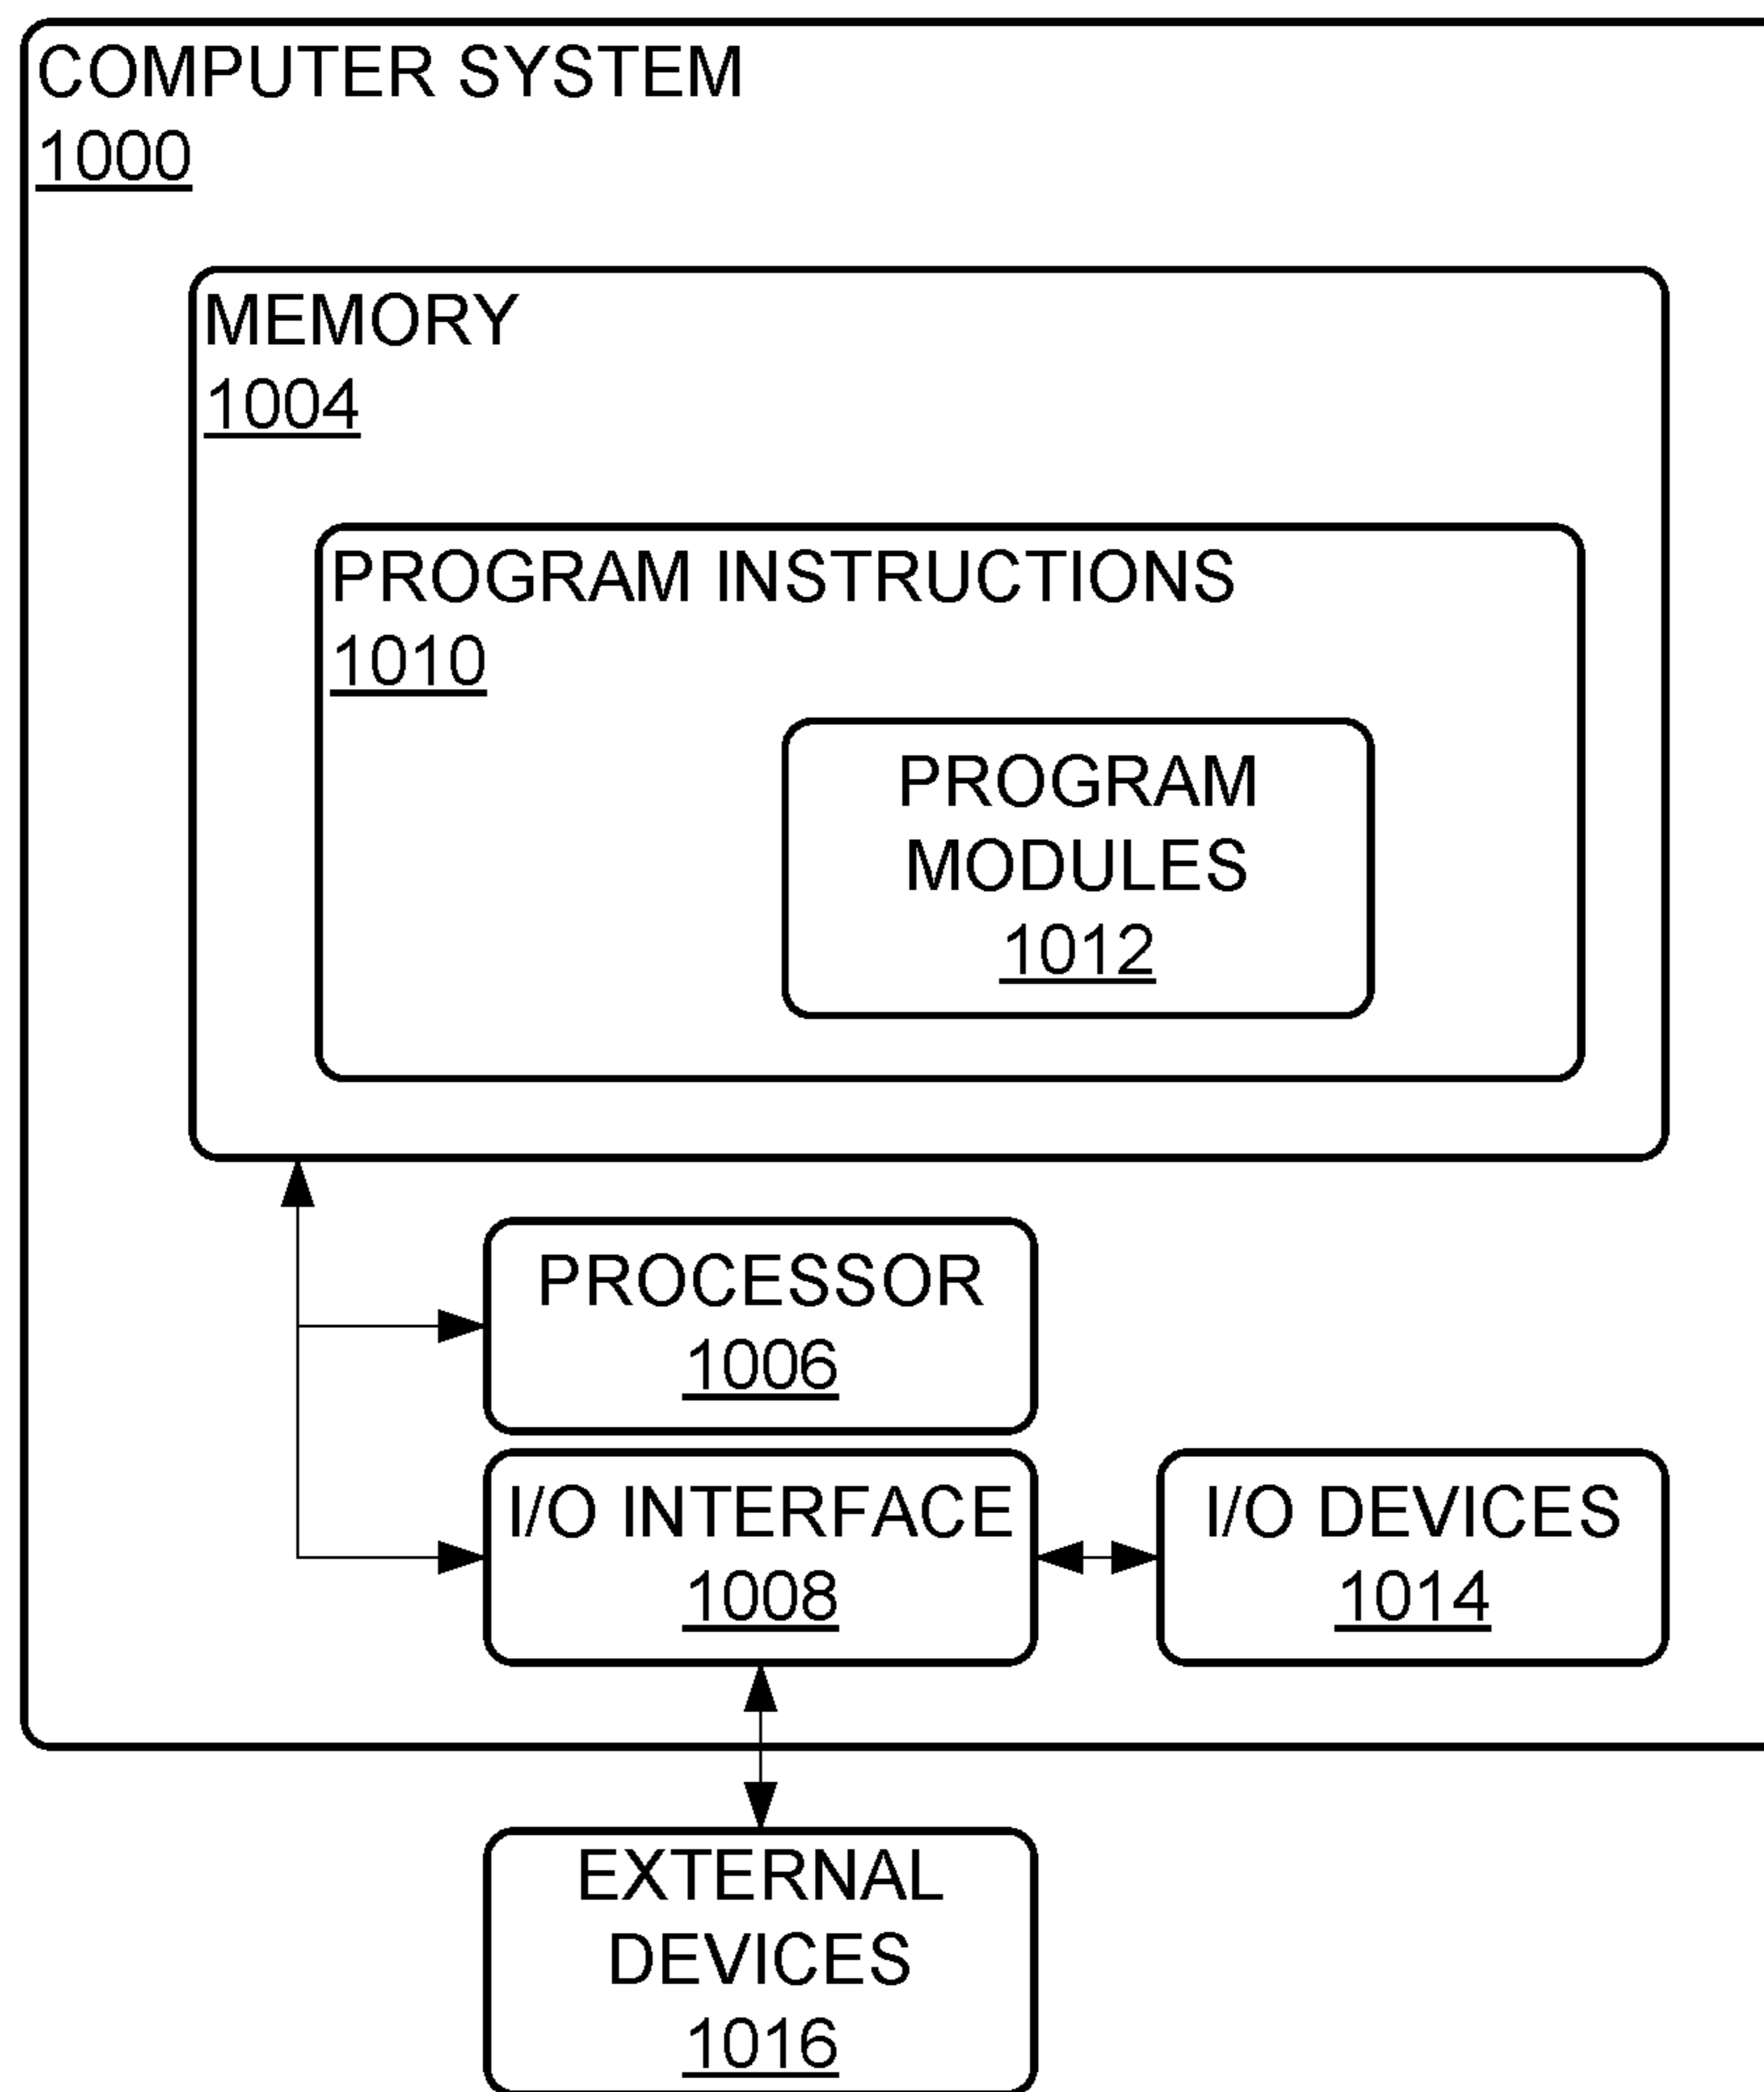 COMPUTER SYSTEM
1000
MEMORY
1004
PROGRAM INSTRUCTIONS
1010
PROGRAM
MODULES
1012
PROCESSOR
1006
I/O INTERFACE
1008
I/O DEVICES
1014
EXTERNAL
DEVICES
1016